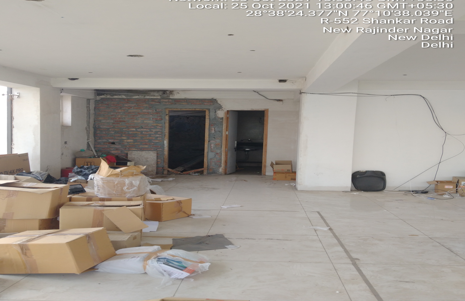 Local: 25 Oct 2021 13:00:46 GMT+05:30
28°38'24.377"N 77°10'38.039"E
R-552 Shankar Road
New Rajinder Nagar
New Delhi
Delhi